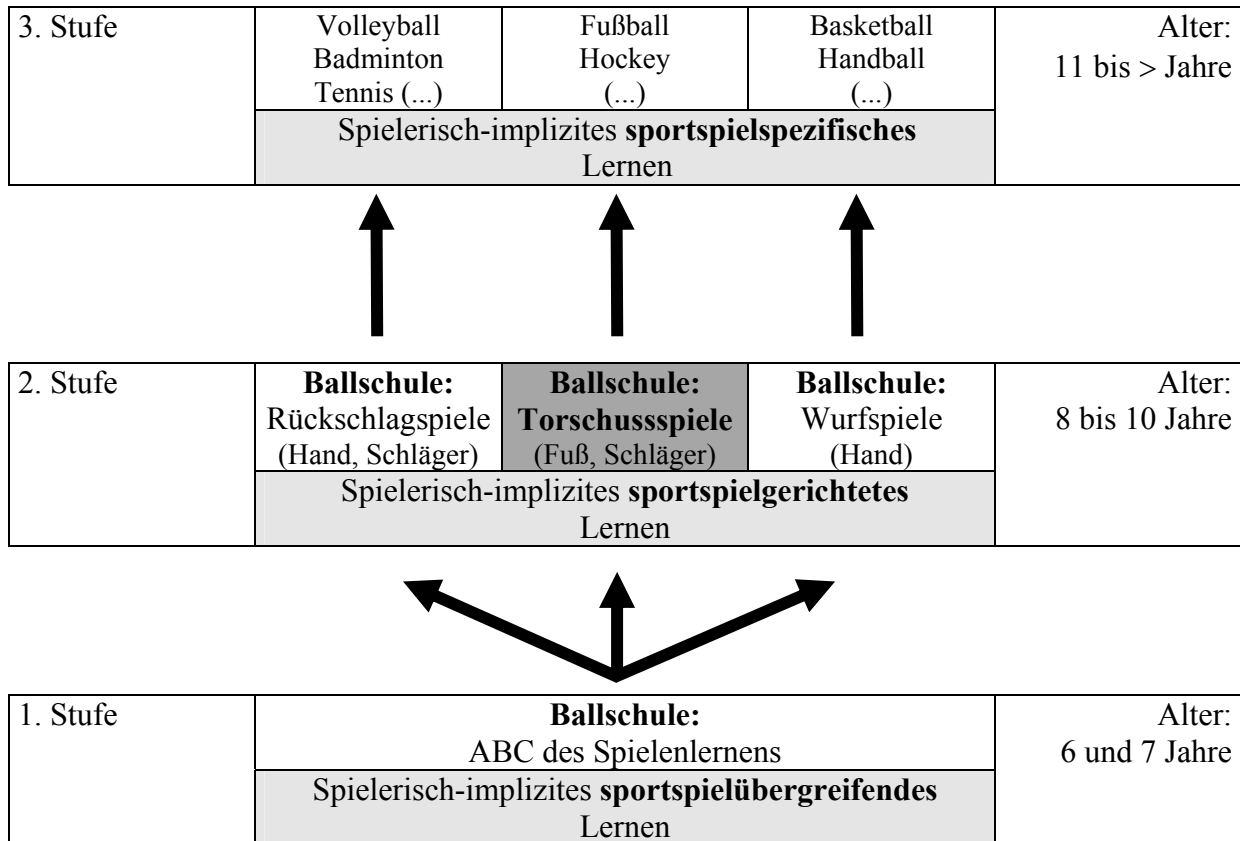 3. Stufe
Volleyball
Badminton
Tennis (...)
Fußball
Hockey
(...)
Basketball
Handball
(...)
Alter:
11 bis > Jahre
Spielerisch-implizites sportspielspezifisches
Lernen
2. Stufe
Ballschule:
Rückschlagspiele
(Hand, Schläger)
Ballschule:
Torschussspiele
(Fuß, Schläger)
Ballschule:
Wurfspiele
(Hand)
Alter:
8 bis 10 Jahre
Spielerisch-implizites sportspielgerichtetes
Lernen
1. Stufe
Ballschule:
ABC des Spielenlernens
Alter:
6 und 7 Jahre
Spielerisch-implizites sportspielübergreifendes
Lernen